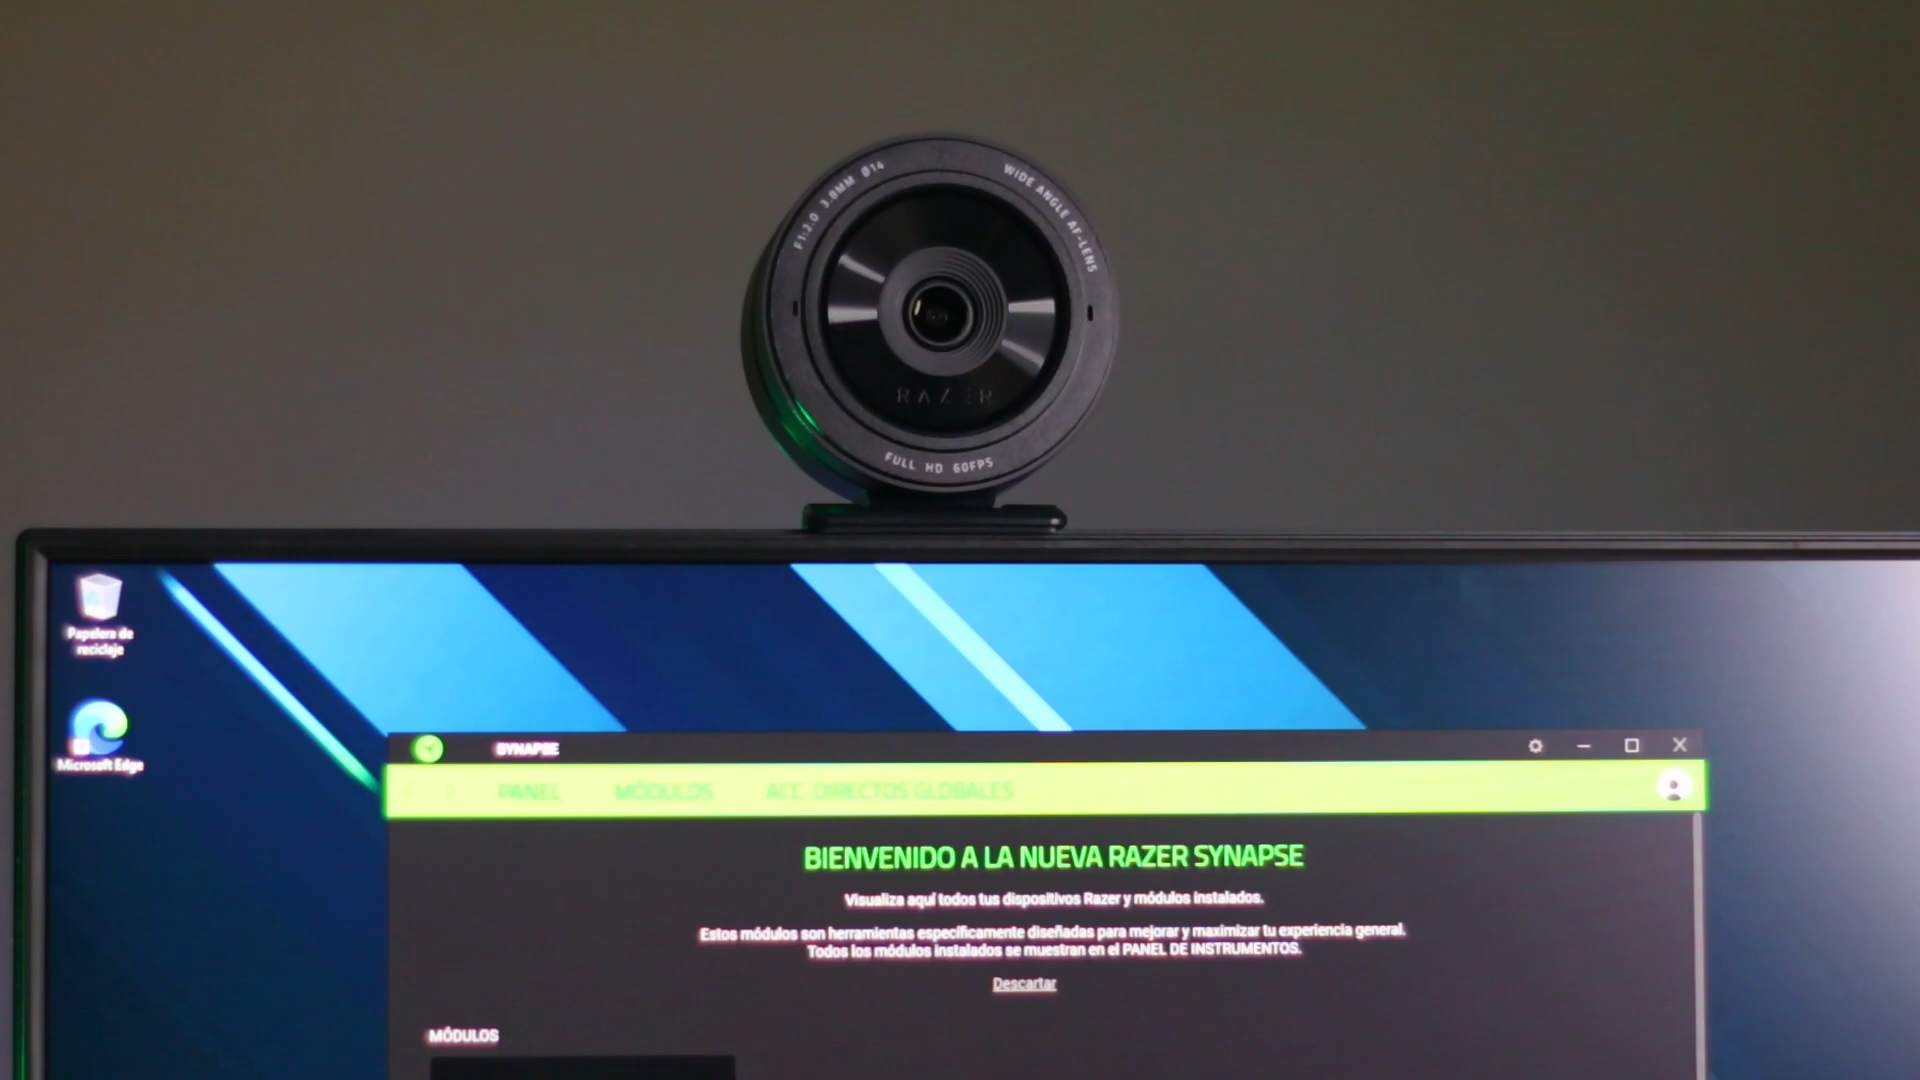 F1:2.0 3.0MM Ø14
WIDE ANGLE AF-LENS
RAZER
FULL HD 60FPS
Papelera de
reciclaje
Microsoft Edge
SYNAPSE
PANEL MÓDULOS ACC. DIRECTOS GLOBALES
BIENVENIDO A LA NUEVA RAZER SYNAPSE
Visualiza aquí todos tus dispositivos Razer y módulos instalados.
Estos módulos son herramientas específicamente diseñadas para mejorar y maximizar tu experiencia general.
Todos los módulos instalados se muestran en el PANEL DE INSTRUMENTOS.
Descartar
MÓDULOS